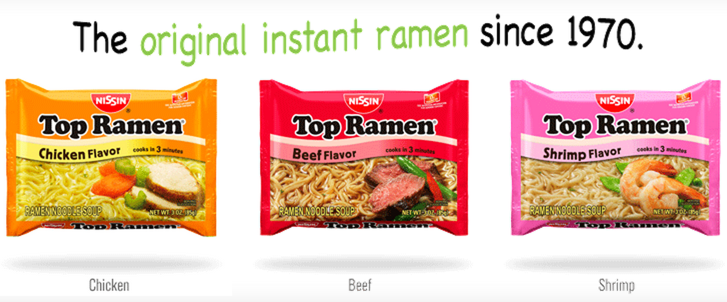 The original instant ramen since 1970.
NISSIN
Top Ramen
Chicken Flavor cooks in 3 minutes
RAMEN NOODLE SOUP NET WT. 3 OZ. (85g)
Top Ramen
NISSIN
Top Ramen
Beef Flavor cooks in 3 minutes
RAMEN NOODLE SOUP NET WT. 3 OZ. (85g)
Top Ramen
NISSIN
Top Ramen
Shrimp Flavor cooks in 3 minutes
RAMEN NOODLE SOUP NET WT. 3 OZ. (85g)
Top Ramen
Chicken
Beef
Shrimp